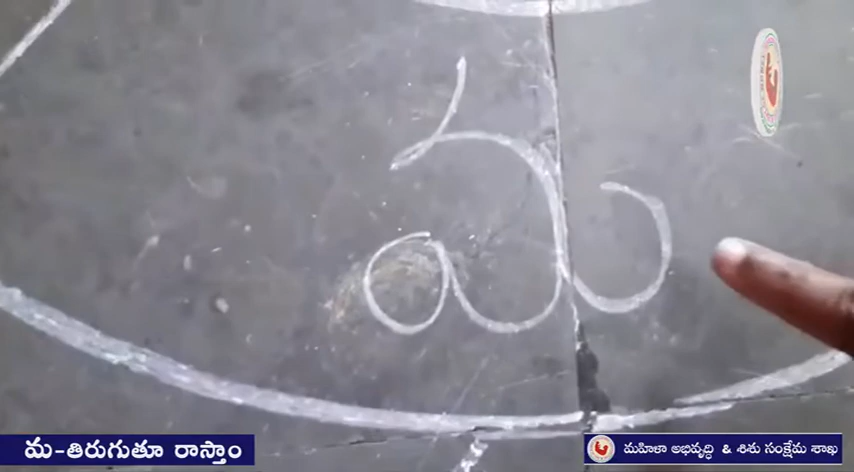 మ
మ-తిరుగుతూ రాస్తాం
మహిళా అభివృద్ధి & శిశు సంక్షేమ శాఖ